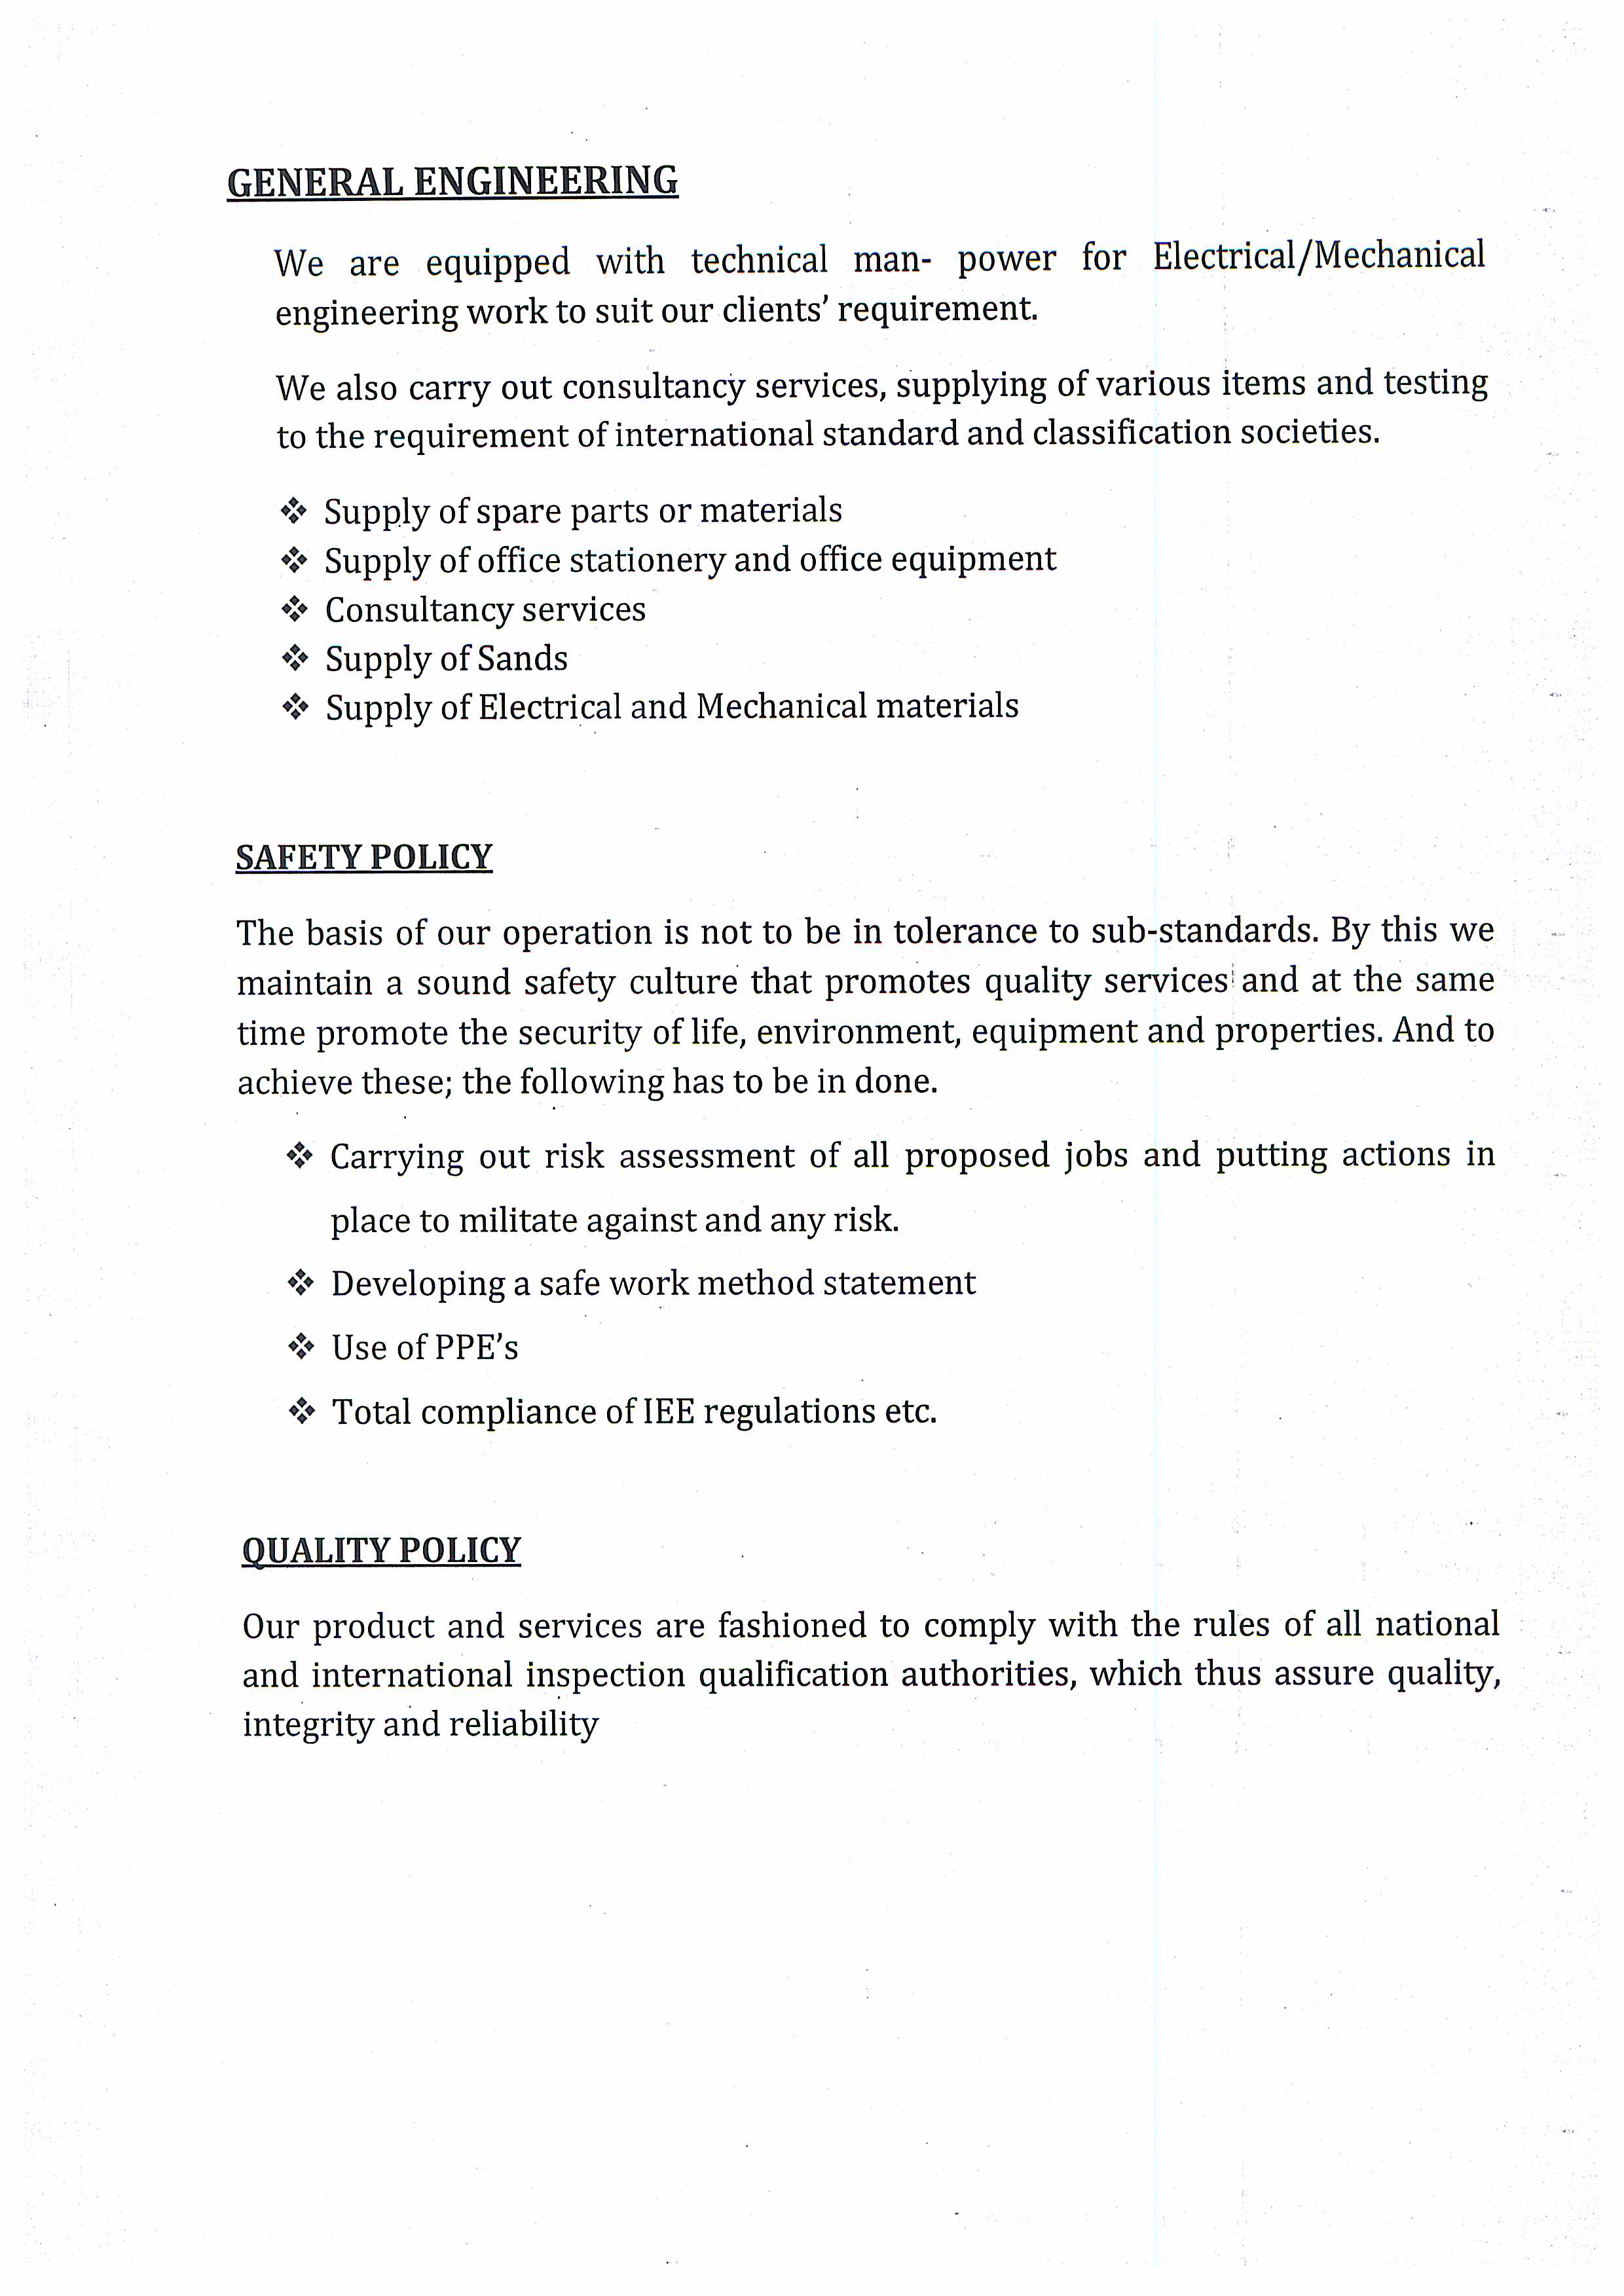 GENERAL ENGINEERING
We are equipped with technical man- power for Electrical/Mechanical
engineering work to suit our clients’ requirement.
We also carry out consultancy services, supplying of various items and testing
to the requirement of international standard and classification societies.
❖ Supply of spare parts or materials
❖ Supply of office stationery and office equipment
❖ Consultancy services
❖ Supply of Sands
❖ Supply of Electrical and Mechanical materials
SAFETY POLICY
The basis of our operation is not to be in tolerance to sub-standards. By this we
maintain a sound safety culture that promotes quality services and at the same
time promote the security of life, environment, equipment and properties. And to
achieve these; the following has to be in done.
❖ Carrying out risk assessment of all proposed jobs and putting actions in
place to militate against and any risk.
❖ Developing a safe work method statement
❖ Use of PPE’s
❖ Total compliance of IEE regulations etc.
QUALITY POLICY
Our product and services are fashioned to comply with the rules of all national
and international inspection qualification authorities, which thus assure quality,
integrity and reliability